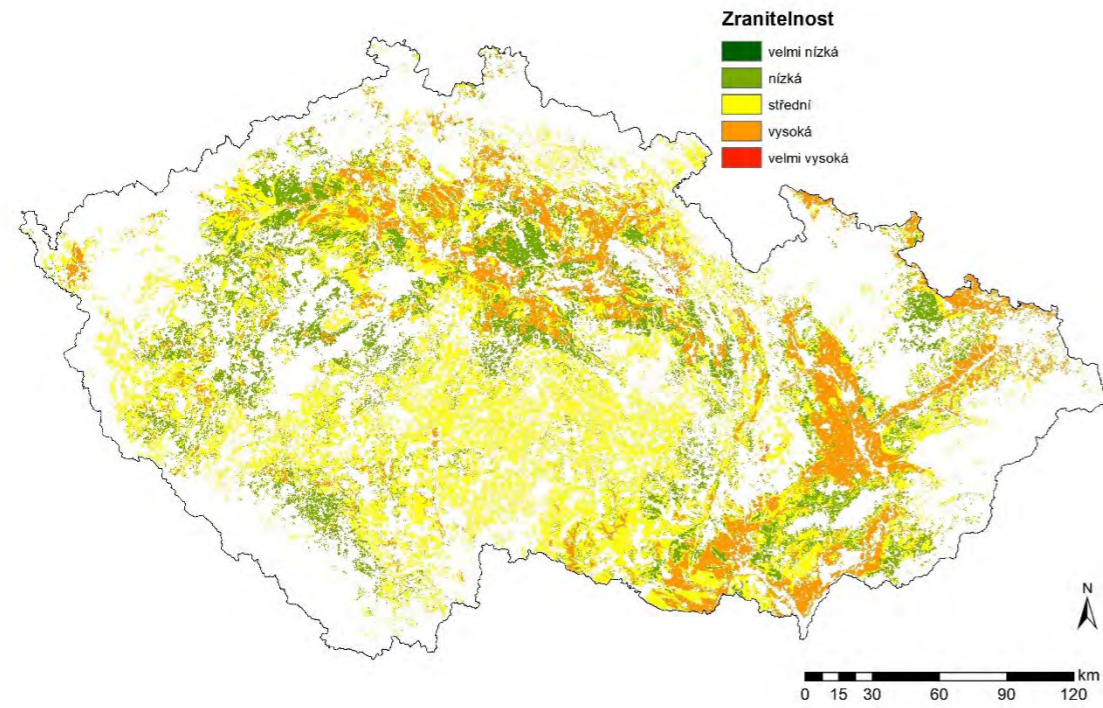 Zranitelnost
velmi nízká
nízká
střední
vysoká
velmi vysoká
N
km
0 15 30 60 90 120